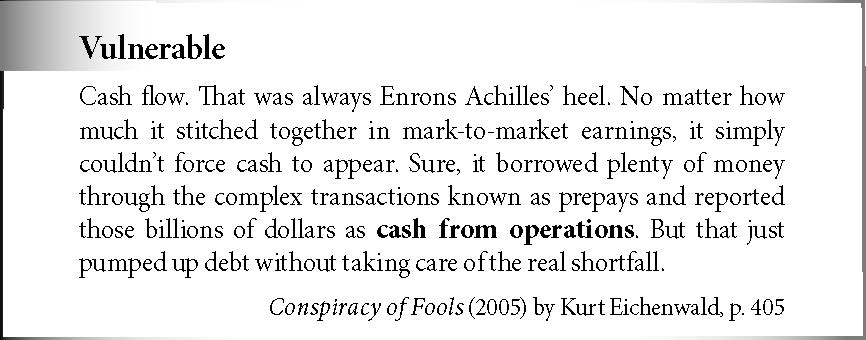 Vulnerable
Cash flow. That was always Enrons Achilles’ heel. No matter how
much it stitched together in mark-to-market earnings, it simply
couldn’t force cash to appear. Sure, it borrowed plenty of money
through the complex transactions known as prepays and reported
those billions of dollars as cash from operations. But that just
pumped up debt without taking care of the real shortfall.
Conspiracy of Fools (2005) by Kurt Eichenwald, p. 405